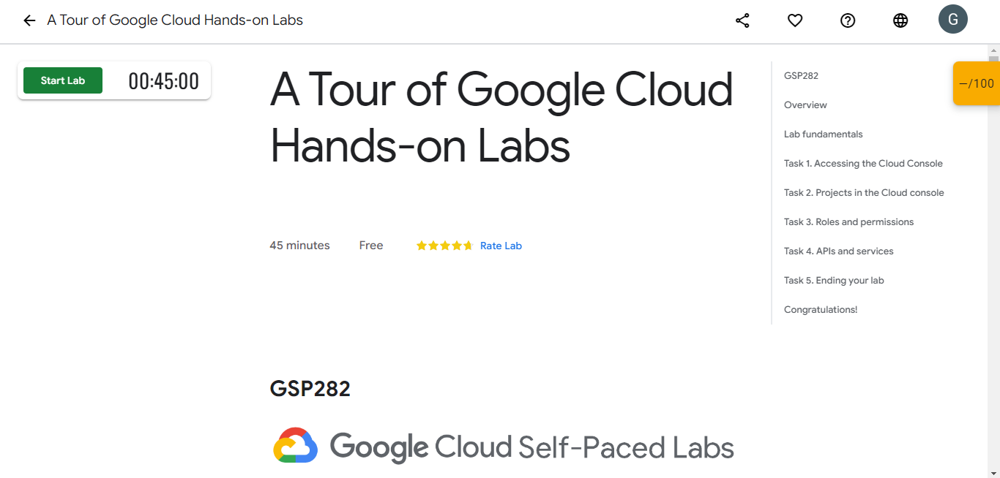 A Tour of Google Cloud Hands-on Labs
G
Start Lab
00:45:00
A Tour of Google Cloud
Hands-on Labs
45 minutes
Free
Rate Lab
GSP282
Google Cloud Self-Paced Labs
GSP282
Overview
Lab fundamentals
Task 1. Accessing the Cloud Console
Task 2. Projects in the Cloud console
Task 3. Roles and permissions
Task 4. APIs and services
Task 5. Ending your lab
Congratulations!
–/100